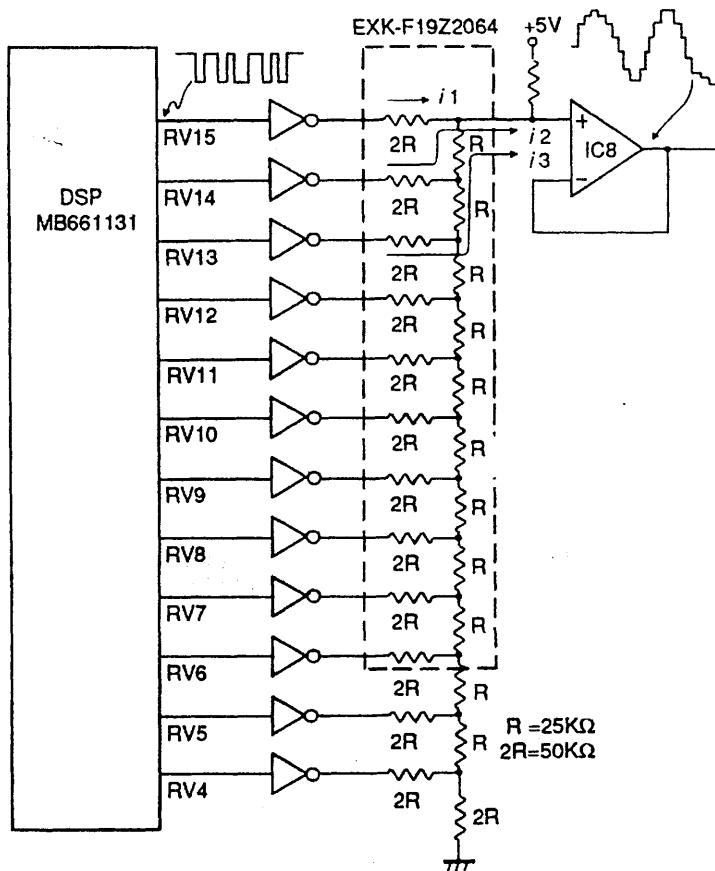 EXK-F19Z2064
+5V
i1
RV15
2R
R
+
IC8
−
i2
i3
DSP
MB661131
RV14
2R
R
RV13
2R
R
RV12
2R
R
RV11
2R
R
RV10
2R
R
RV9
2R
R
RV8
2R
R
RV7
2R
R
RV6
2R
R
R =25KΩ
2R=50KΩ
RV5
2R
R
RV4
2R
2R